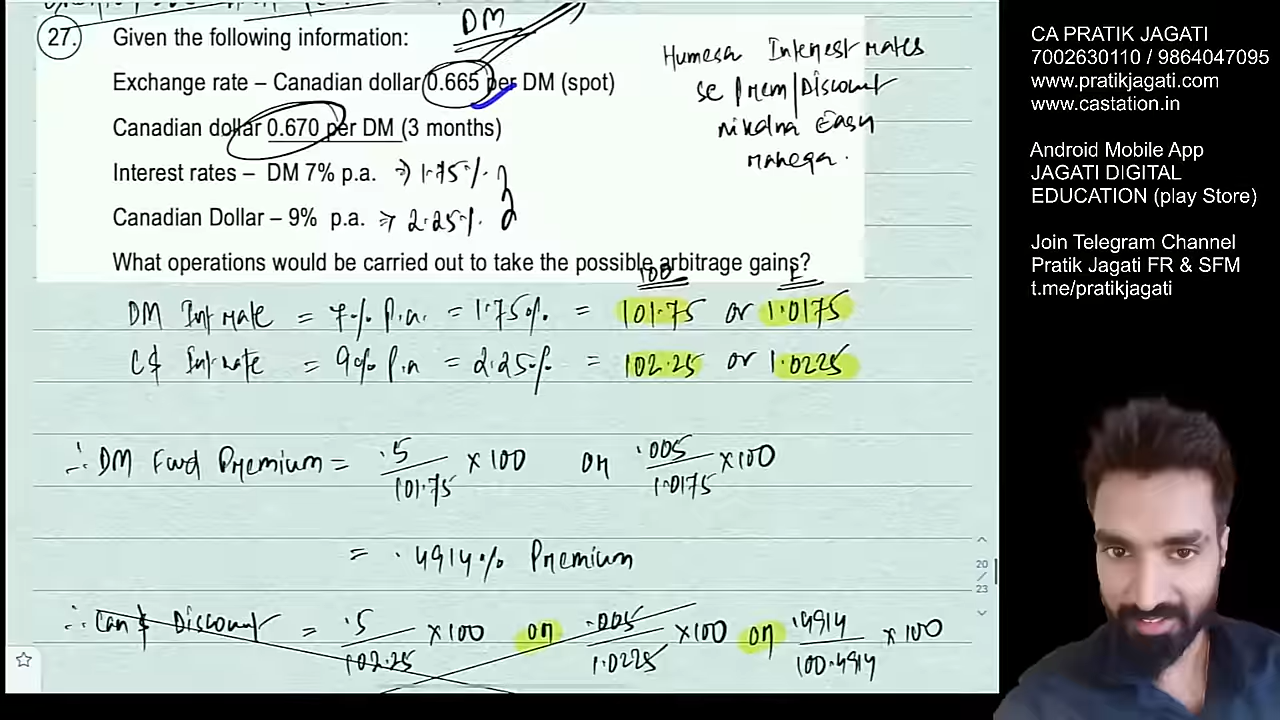 DM
27. Given the following information:
Exchange rate – Canadian dollar 0.665 per DM (spot)
Canadian dollar 0.670 per DM (3 months)
Interest rates – DM 7% p.a. => 1.75%
Canadian Dollar – 9% p.a. => 2.25%
What operations would be carried out to take the possible arbitrage gains?
Humesa Interest rates
se Prem/Discount
nikalna Easy
rahega.
100 1
DM Int rate = 7% p.a. = 1.75% = 101.75 or 1.0175
C$ Int rate = 9% p.a = 2.25% = 102.25 or 1.0225
∴ DM Fwd Premium = .5/101.75 × 100 or .005/1.0175 × 100
= .4914% Premium
∴ Can $ Discount = .5/102.25 × 100 or .005/1.0225 × 100 or .4914/100.4914 × 100
20
/
23
CA PRATIK JAGATI
7002630110 / 9864047095
www.pratikjagati.com
www.castation.in
Android Mobile App
JAGATI DIGITAL
EDUCATION (play Store)
Join Telegram Channel
Pratik Jagati FR & SFM
t.me/pratikjagati